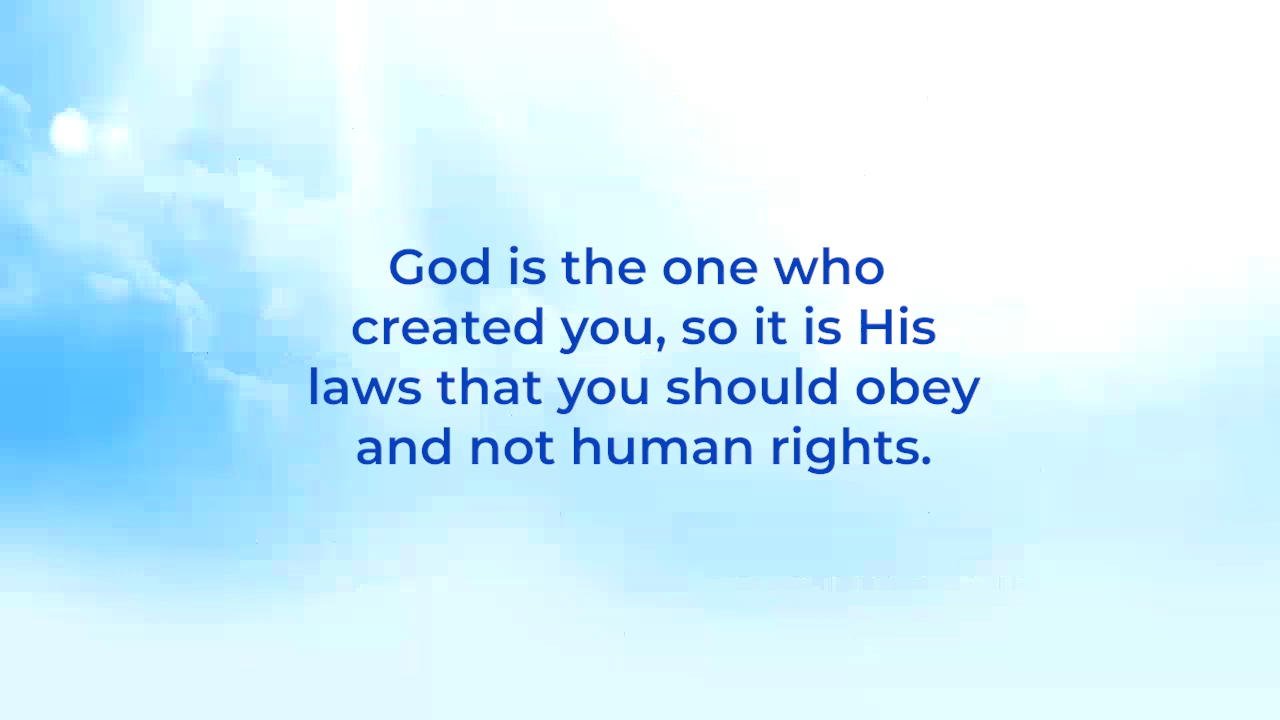 God is the one who
created you, so it is His
laws that you should obey
and not human rights.